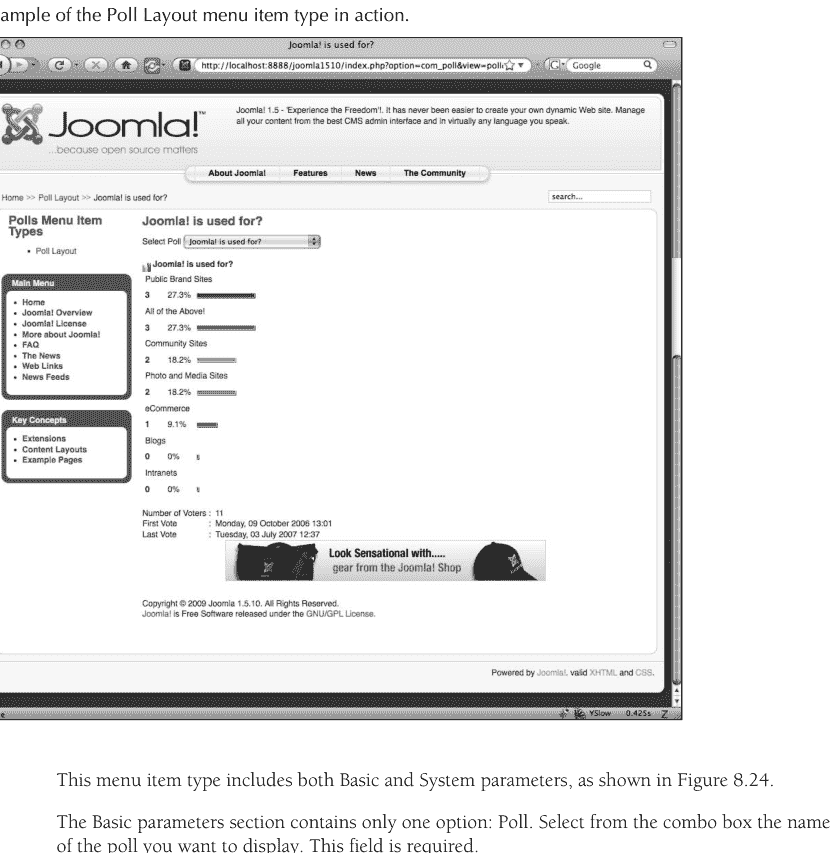 ample of the Poll Layout menu item type in action.
Joomla! is used for?
http://localhost:8888/joomla1510/index.php?option=com_poll&view=poll
Google
Joomla!™
...because open source matters
Joomla! 1.5 - 'Experience the Freedom'!. It has never been easier to create your own dynamic Web site. Manage
all your content from the best CMS admin interface and in virtually any language you speak.
About Joomla! Features News The Community
Home >> Poll Layout >> Joomla! is used for?
search...
Polls Menu Item
Types
• Poll Layout
Main Menu
• Home
• Joomla! Overview
• Joomla! License
• More about Joomla!
• FAQ
• The News
• Web Links
• News Feeds
Key Concepts
• Extensions
• Content Layouts
• Example Pages
Joomla! is used for?
Select Poll Joomla! is used for?
Joomla! is used for?
Public Brand Sites
3 27.3%
All of the Above!
3 27.3%
Community Sites
2 18.2%
Photo and Media Sites
2 18.2%
eCommerce
1 9.1%
Blogs
0 0%
Intranets
0 0%
Number of Voters : 11
First Vote : Monday, 09 October 2006 13:01
Last Vote : Tuesday, 03 July 2007 12:37
Look Sensational with.....
gear from the Joomla! Shop
Copyright © 2009 Joomla 1.5.10. All Rights Reserved.
Joomla! is Free Software released under the GNU/GPL License.
Powered by Joomla!. valid XHTML and CSS.
e
YSlow 0.425s
This menu item type includes both Basic and System parameters, as shown in Figure 8.24.
The Basic parameters section contains only one option: Poll. Select from the combo box the name
of the poll you want to display. This field is required.